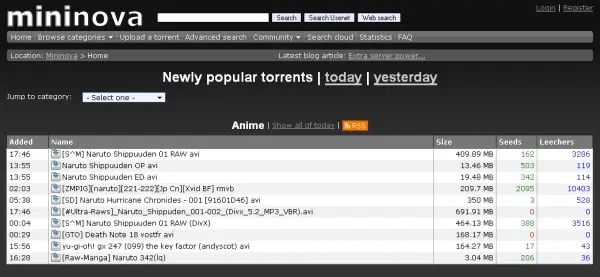 mininova
Search Search Usenet Web search
Login | Register
Home Browse categories Upload a torrent Advanced search Community Search cloud Statistics FAQ
Location: Mininova > Home Latest blog article: Extra server power...
Newly popular torrents | today | yesterday
Jump to category: - Select one -
Anime | Show all of today | RSS
Added Name Size Seeds Leechers
17:46 [S^M] Naruto Shippuuden 01 RAW avi 409.89 MB 162 3286
13:55 Naruto Shippuuden OP avi 13.46 MB 503 119
13:55 Naruto Shippuuden ED avi 19.48 MB 342 114
02:03 [ZMPIG][naruto][221-222][Jp Cn][Xvid BF] rmvb 209.7 MB 2095 10403
05:38 [SD] Naruto Hurricane Chronicles - 001 [91601D46] avi 350 MB 3 528
17:46 [#Ultra-Raws]_Naruto_Shippuden_001-002_(Divx_5.2_MP3_VBR).avi 691.91 MB 0 0
00:04 [S^M] Naruto Shippuuden 01 RAW (DivX) 464.13 MB 388 3516
00:29 [GTO] Death Note 18 vostfr avi 168.17 MB 0 0
15:56 yu-gi-oh! gx 247 (099) the key factor (andyscot) avi 164.27 MB 17 43
16:28 [Raw-Manga] Naruto 342(lq) 3.04 MB 206 36